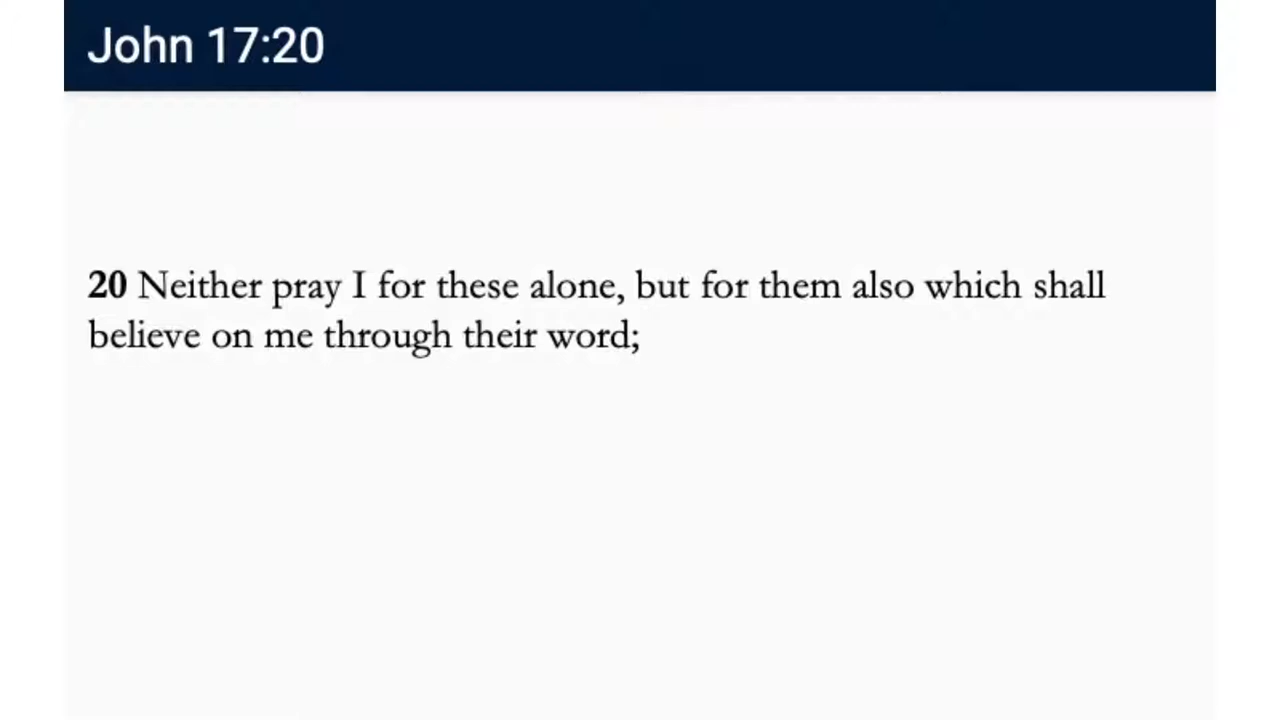 John 17:20
20 Neither pray I for these alone, but for them also which shall
believe on me through their word;